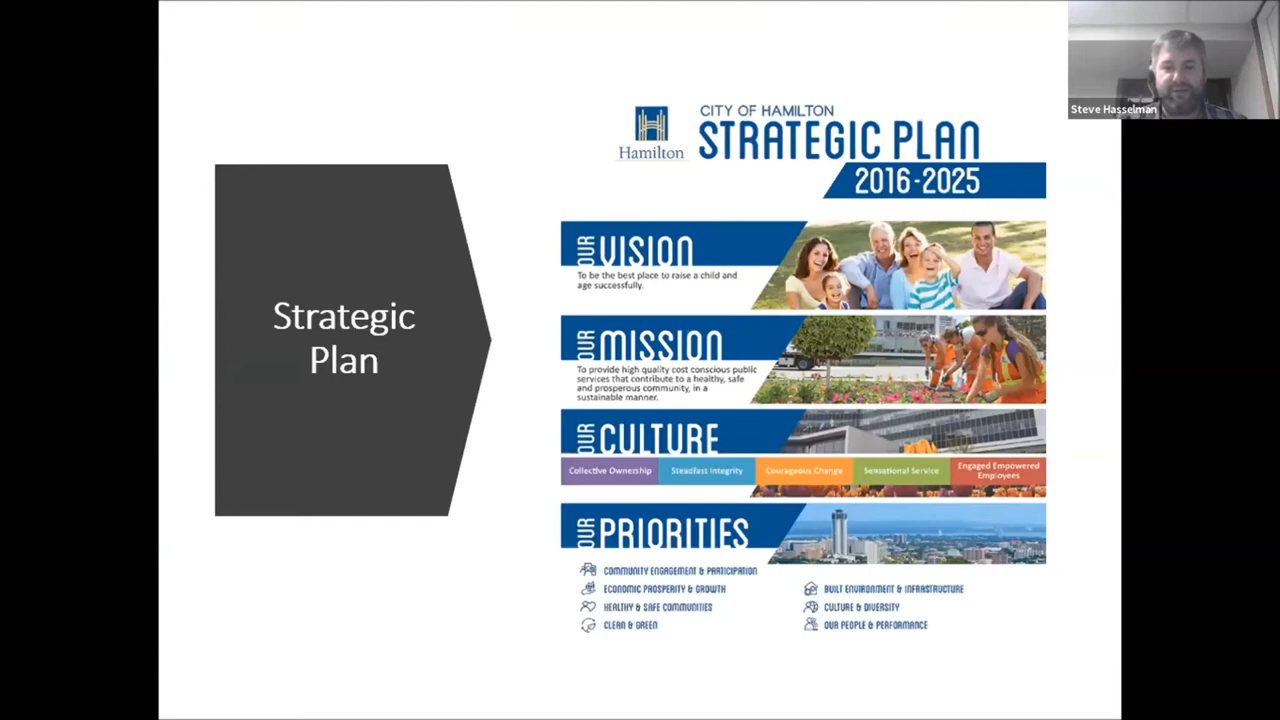 Steve Hasselman
Strategic
Plan
Hamilton
CITY OF HAMILTON
STRATEGIC PLAN
2016-2025
OUR VISION
To be the best place to raise a child and
age successfully.
OUR MISSION
To provide high quality cost conscious public
services that contribute to a healthy, safe
and prosperous community, in a
sustainable manner.
OUR CULTURE
Collective Ownership
Steadfast Integrity
Courageous Change
Sensational Service
Engaged Empowered
Employees
OUR PRIORITIES
COMMUNITY ENGAGEMENT & PARTICIPATION
ECONOMIC PROSPERITY & GROWTH
HEALTHY & SAFE COMMUNITIES
CLEAN & GREEN
BUILT ENVIRONMENT & INFRASTRUCTURE
CULTURE & DIVERSITY
OUR PEOPLE & PERFORMANCE